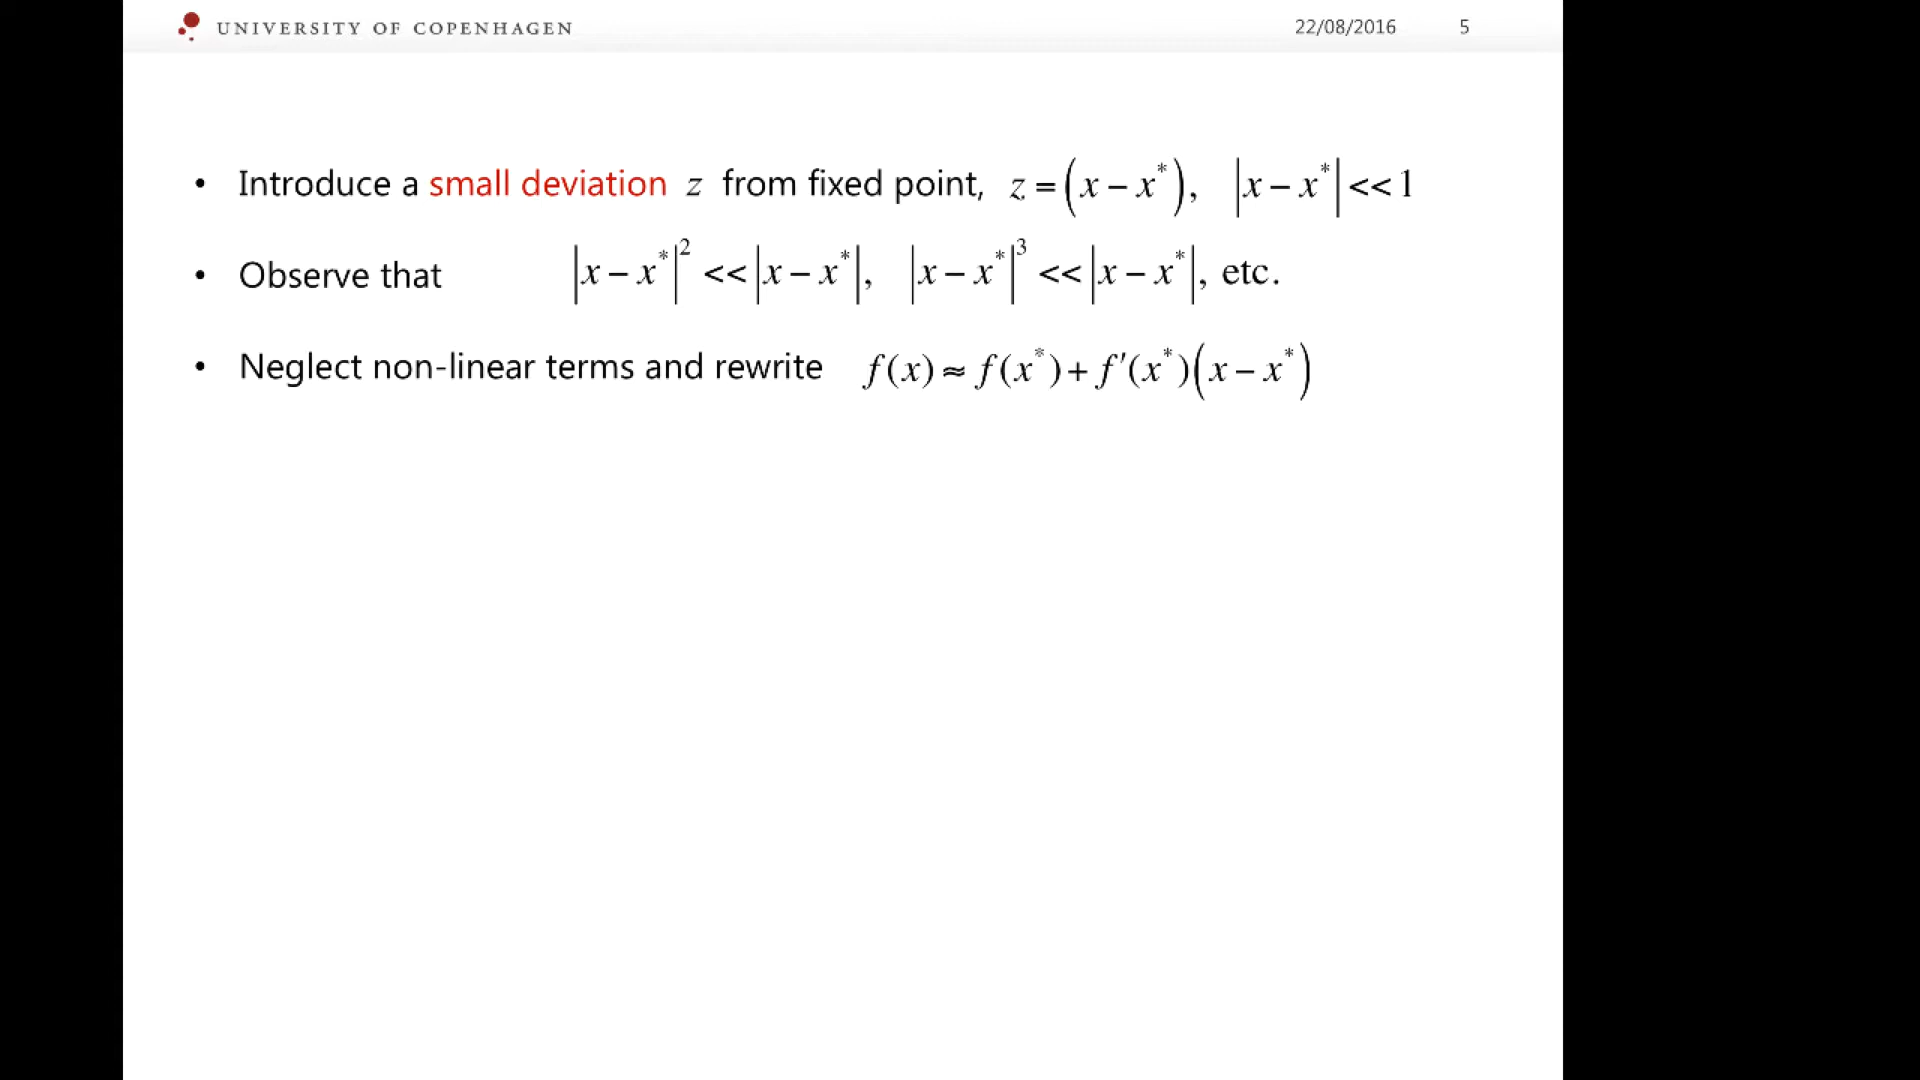 UNIVERSITY OF COPENHAGEN 22/08/2016 5
• Introduce a small deviation z from fixed point, z = (x − x*), |x − x*| << 1
• Observe that |x − x*|² << |x − x*|, |x − x*|³ << |x − x*|, etc.
• Neglect non-linear terms and rewrite f(x) ≈ f(x*) + f′(x*)(x − x*)